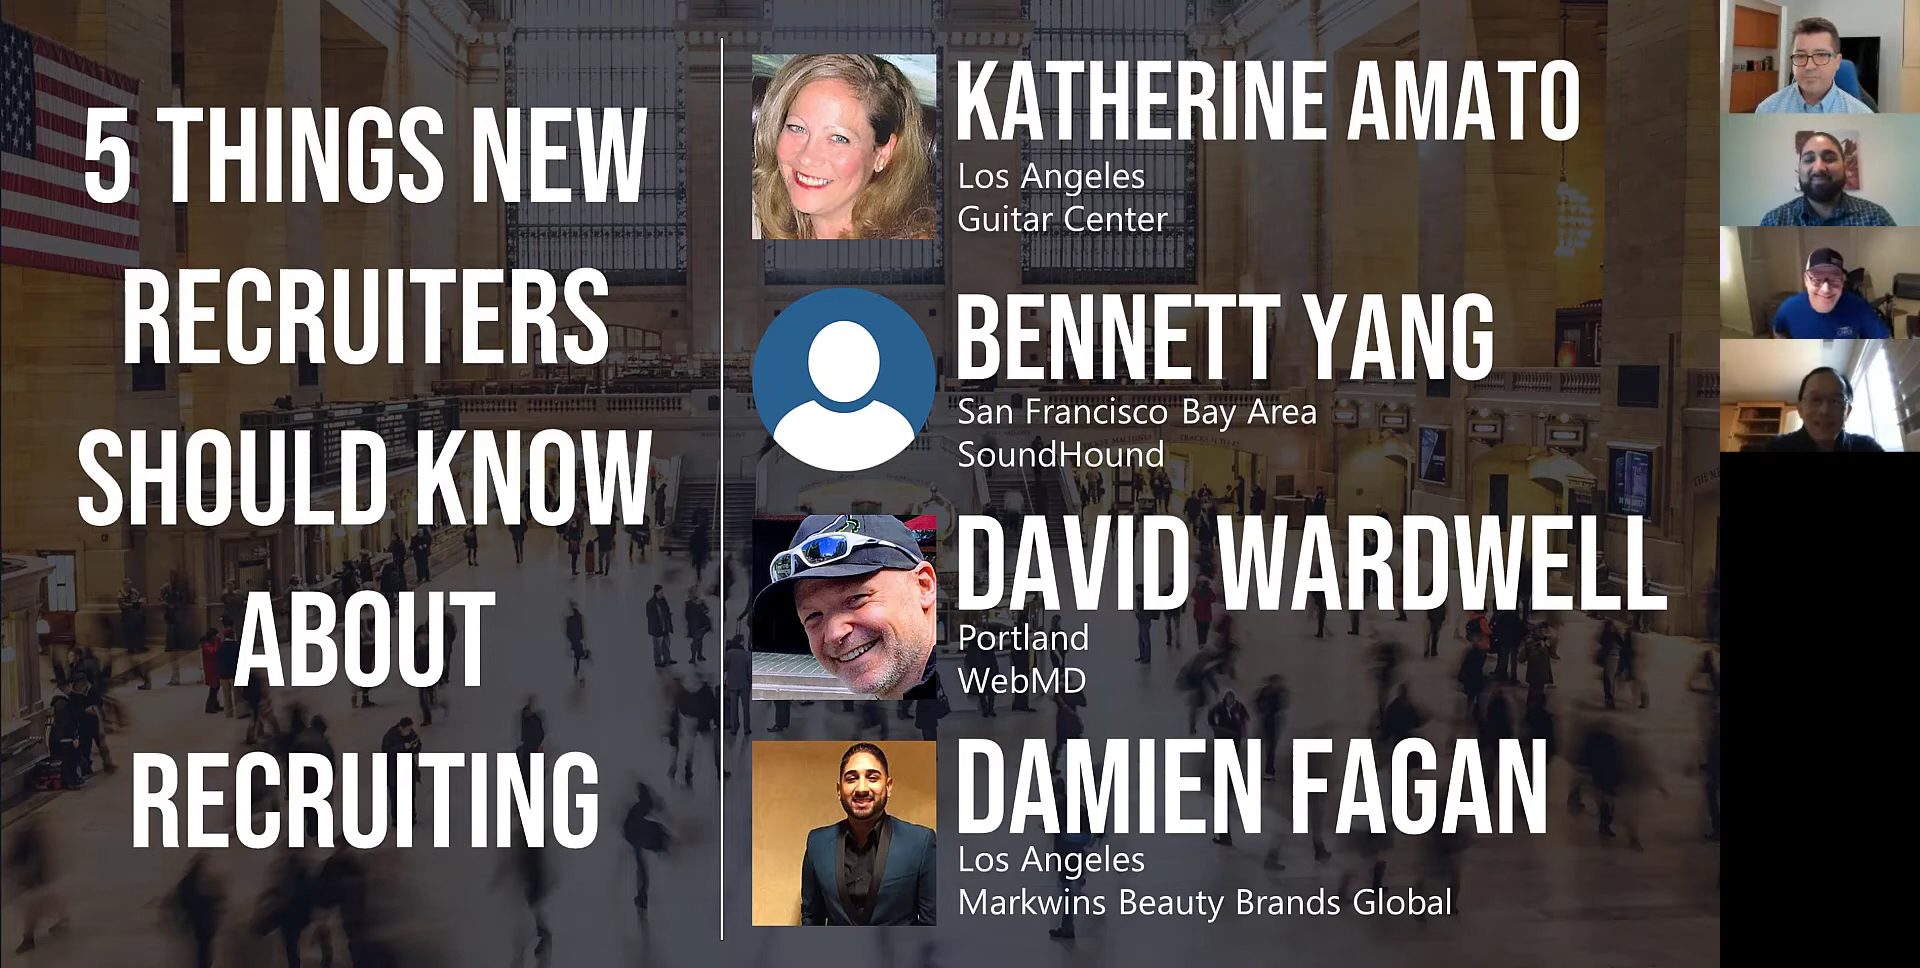 5 THINGS NEW
RECRUITERS
SHOULD KNOW
ABOUT
RECRUITING
KATHERINE AMATO
Los Angeles
Guitar Center
BENNETT YANG
San Francisco Bay Area
SoundHound
DAVID WARDWELL
Portland
WebMD
DAMIEN FAGAN
Los Angeles
Markwins Beauty Brands Global